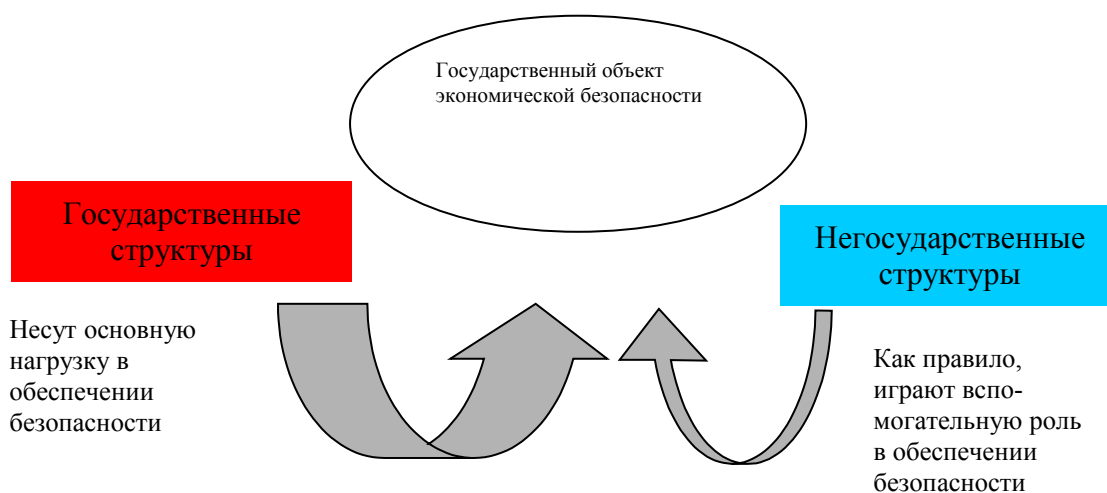 Государственный объект
экономической безопасности
Государственные
структуры
Негосударственные
структуры
Несут основную
нагрузку в
обеспечении
безопасности
Как правило,
играют вспо-
могательную роль
в обеспечении
безопасности